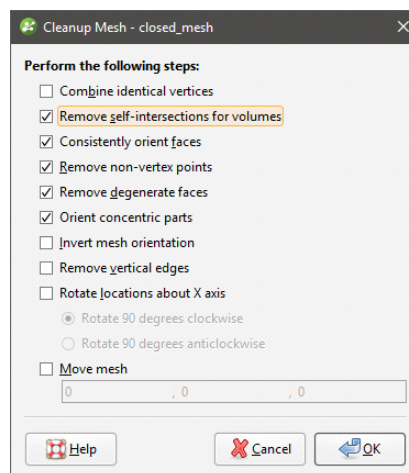 Cleanup Mesh - closed_mesh
Perform the following steps:
Combine identical vertices
Remove self-intersections for volumes
Consistently orient faces
Remove non-vertex points
Remove degenerate faces
Orient concentric parts
Invert mesh orientation
Remove vertical edges
Rotate locations about X axis
Rotate 90 degrees clockwise
Rotate 90 degrees anticlockwise
Move mesh
0 , 0 , 0
Help Cancel OK